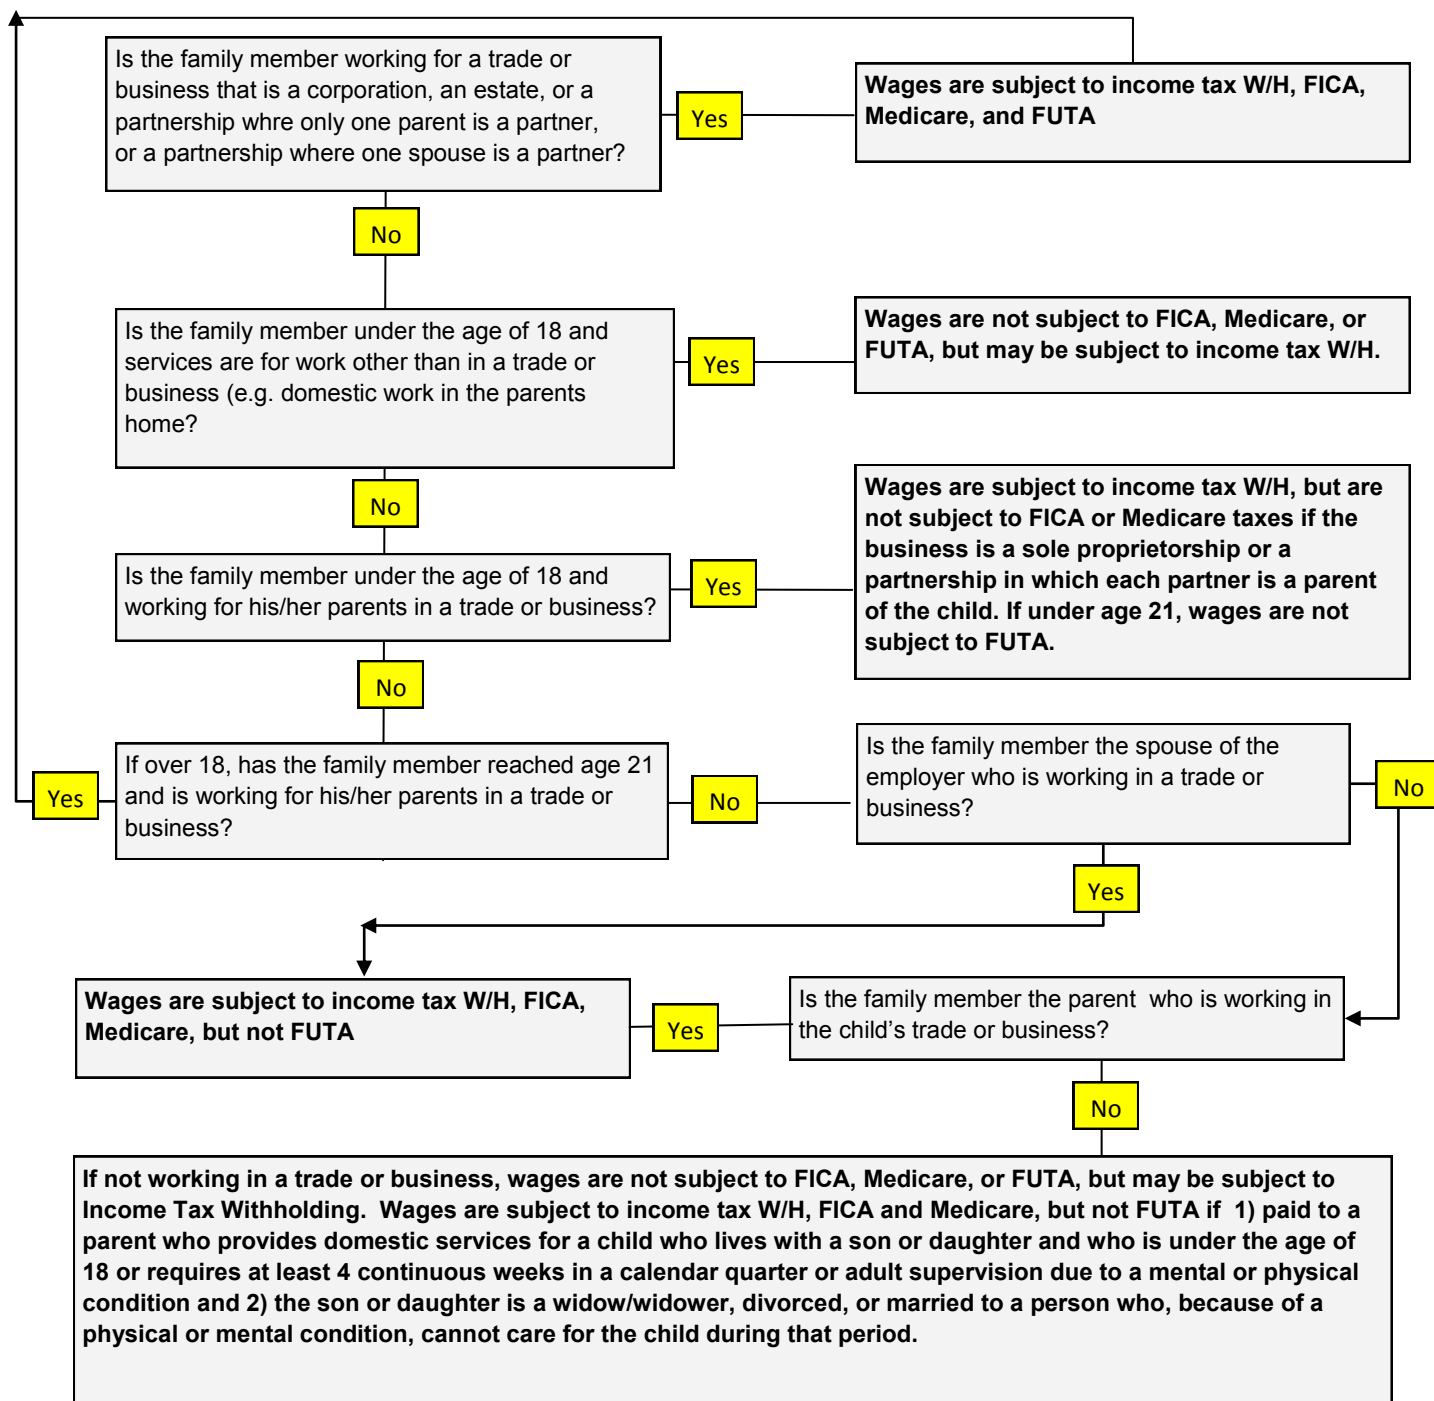 Is the family member working for a trade or
business that is a corporation, an estate, or a
partnership whre only one parent is a partner,
or a partnership where one spouse is a partner?
Yes
Wages are subject to income tax W/H, FICA,
Medicare, and FUTA
No
Is the family member under the age of 18 and
services are for work other than in a trade or
business (e.g. domestic work in the parents
home?
Yes
Wages are not subject to FICA, Medicare, or
FUTA, but may be subject to income tax W/H.
No
Is the family member under the age of 18 and
working for his/her parents in a trade or business?
Yes
Wages are subject to income tax W/H, but are
not subject to FICA or Medicare taxes if the
business is a sole proprietorship or a
partnership in which each partner is a parent
of the child. If under age 21, wages are not
subject to FUTA.
No
Yes
If over 18, has the family member reached age 21
and is working for his/her parents in a trade or
business?
No
Is the family member the spouse of the
employer who is working in a trade or
business?
No
Yes
Wages are subject to income tax W/H, FICA,
Medicare, but not FUTA
Yes
Is the family member the parent who is working in
the child's trade or business?
No
If not working in a trade or business, wages are not subject to FICA, Medicare, or FUTA, but may be subject to
Income Tax Withholding. Wages are subject to income tax W/H, FICA and Medicare, but not FUTA if 1) paid to a
parent who provides domestic services for a child who lives with a son or daughter and who is under the age of
18 or requires at least 4 continuous weeks in a calendar quarter or adult supervision due to a mental or physical
condition and 2) the son or daughter is a widow/widower, divorced, or married to a person who, because of a
physical or mental condition, cannot care for the child during that period.